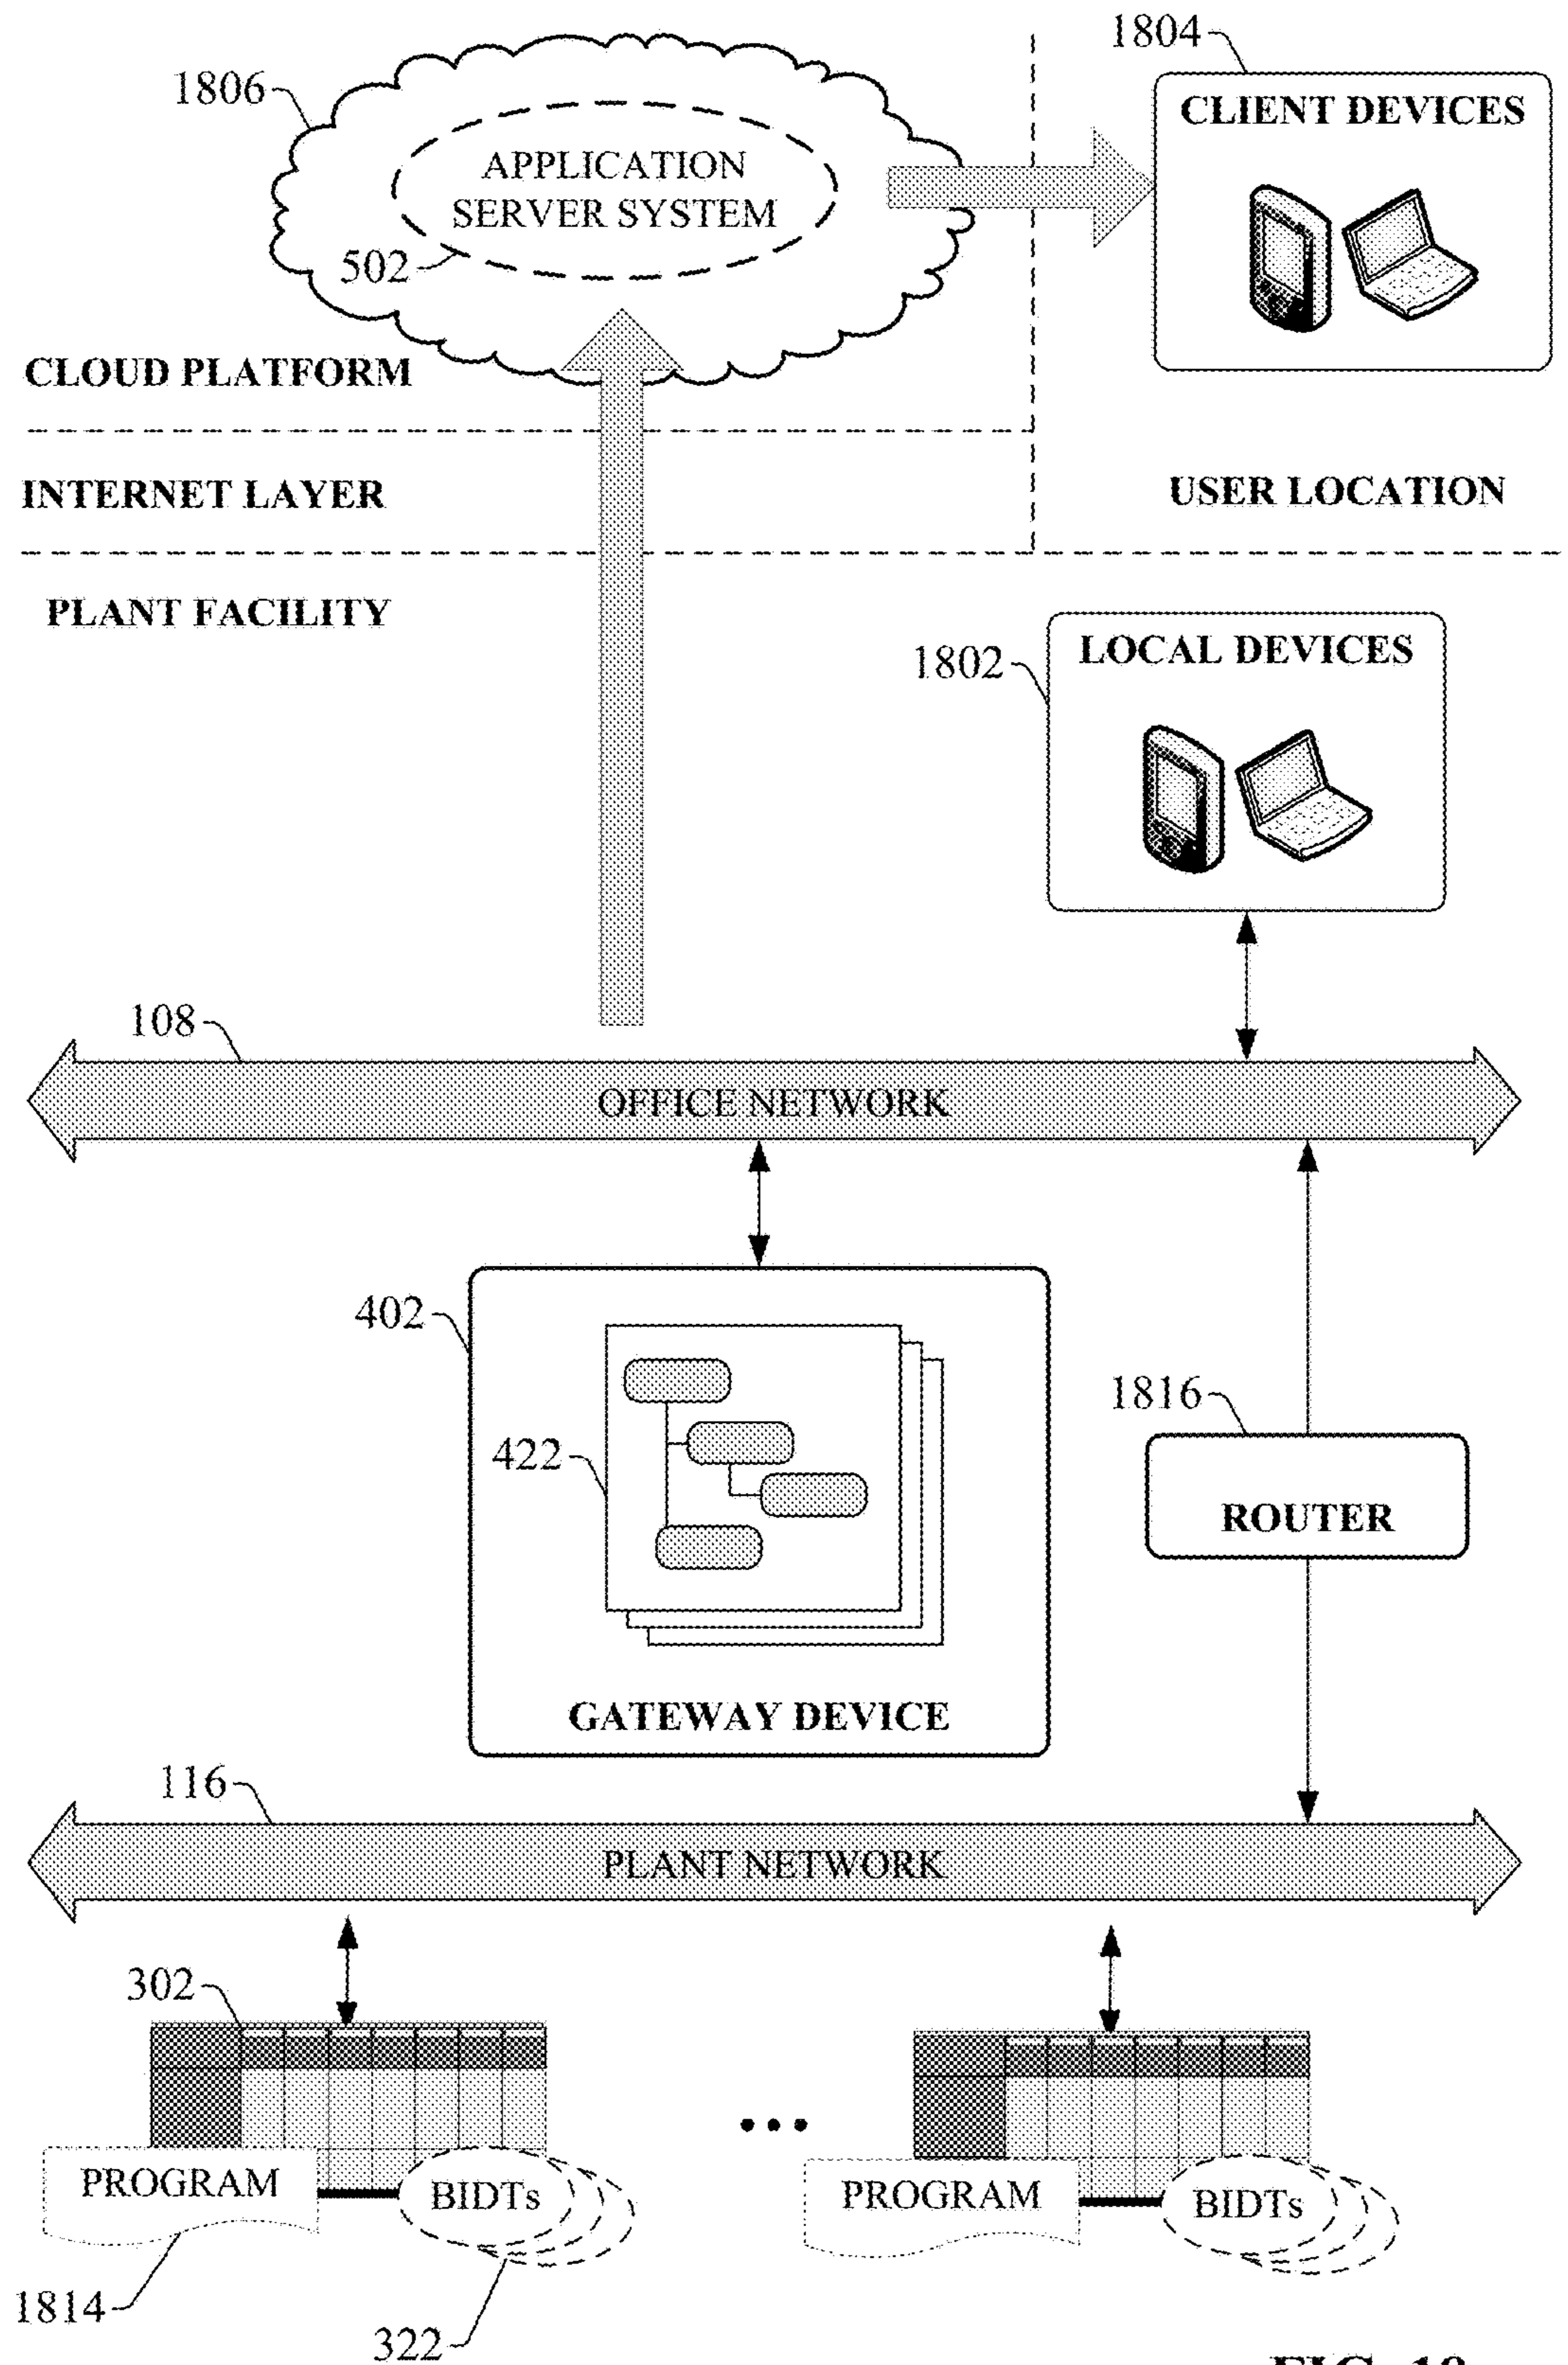 1804
1806
CLIENT DEVICES
APPLICATION
SERVER SYSTEM
502
CLOUD PLATFORM
INTERNET LAYER
USER LOCATION
PLANT FACILITY
1802
LOCAL DEVICES
108
OFFICE NETWORK
402
1816
422
ROUTER
GATEWAY DEVICE
116
PLANT NETWORK
302
PROGRAM
BIDTs
...
PROGRAM
BIDTs
1814
322